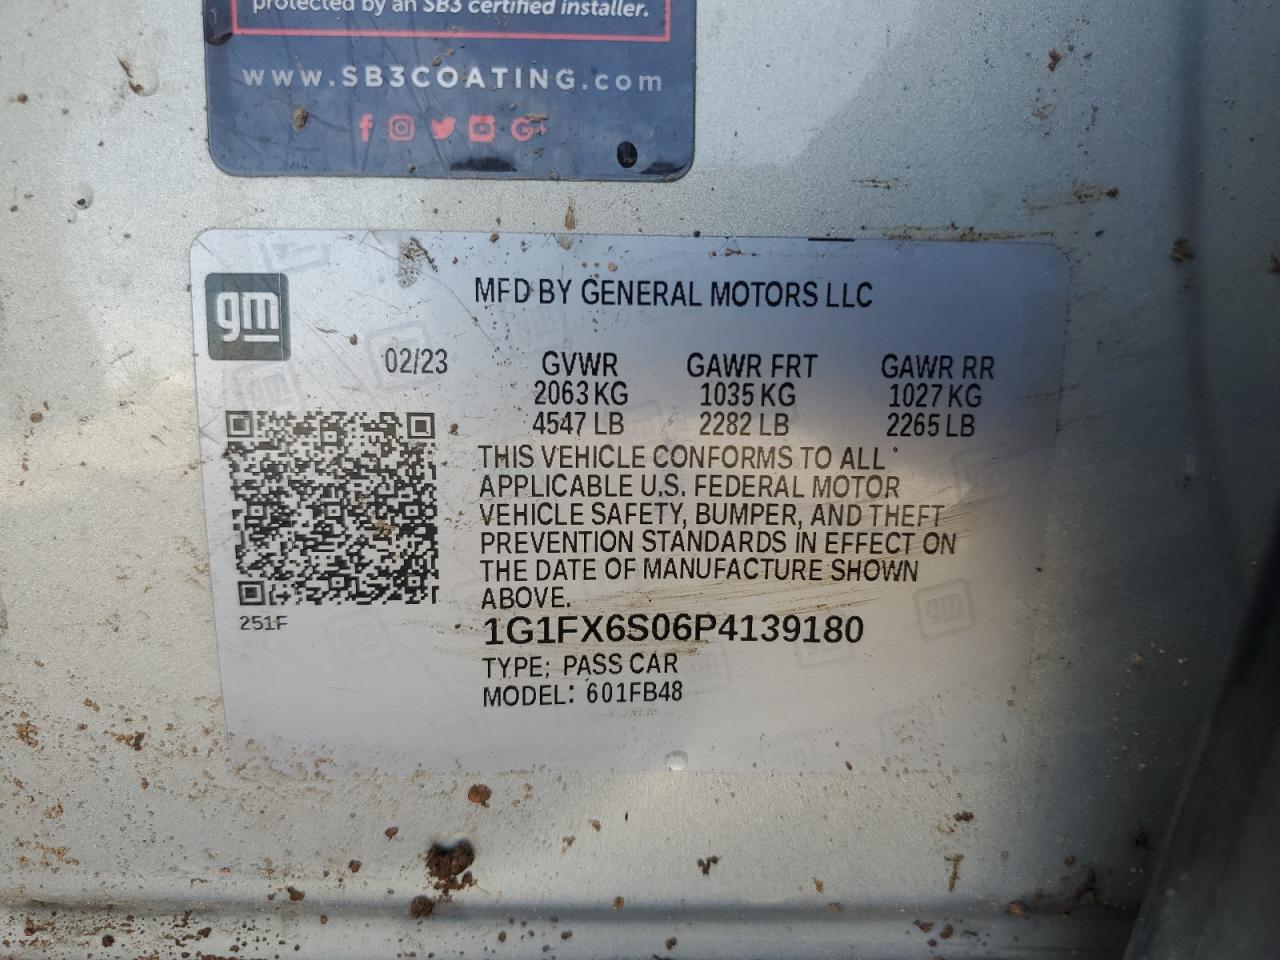 protected by an SB3 certified installer.
www.SB3COATING.com
f G+
gm
MFD BY GENERAL MOTORS LLC
02/23 GVWR GAWR FRT GAWR RR
2063 KG 1035 KG 1027 KG
4547 LB 2282 LB 2265 LB
THIS VEHICLE CONFORMS TO ALL
APPLICABLE U.S. FEDERAL MOTOR
VEHICLE SAFETY, BUMPER, AND THEFT
PREVENTION STANDARDS IN EFFECT ON
THE DATE OF MANUFACTURE SHOWN
ABOVE.
251F
1G1FX6S06P4139180
TYPE: PASS CAR
MODEL: 601FB48